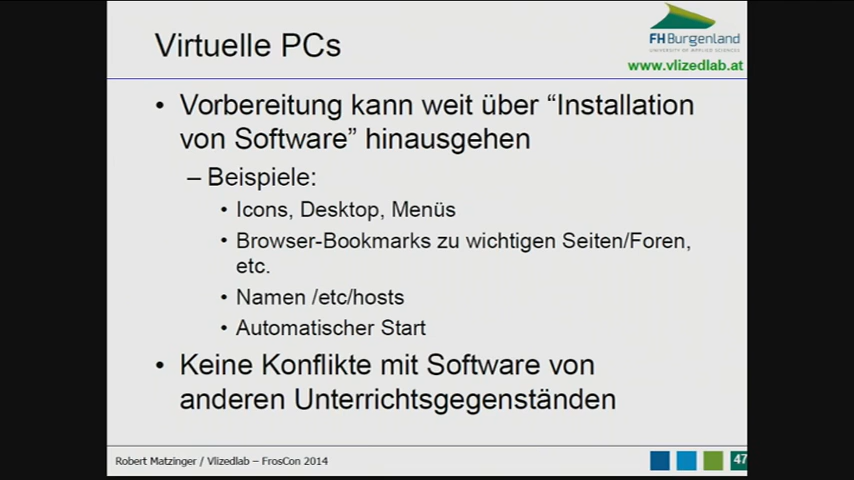 Virtuelle PCs
FHBurgenland
UNIVERSITY OF APPLIED SCIENCES
www.vlizedlab.at
• Vorbereitung kann weit über “Installation
von Software” hinausgehen
– Beispiele:
• Icons, Desktop, Menüs
• Browser-Bookmarks zu wichtigen Seiten/Foren,
etc.
• Namen /etc/hosts
• Automatischer Start
• Keine Konflikte mit Software von
anderen Unterrichtsgegenständen
Robert Matzinger / Vlizedlab – FrosCon 2014
47